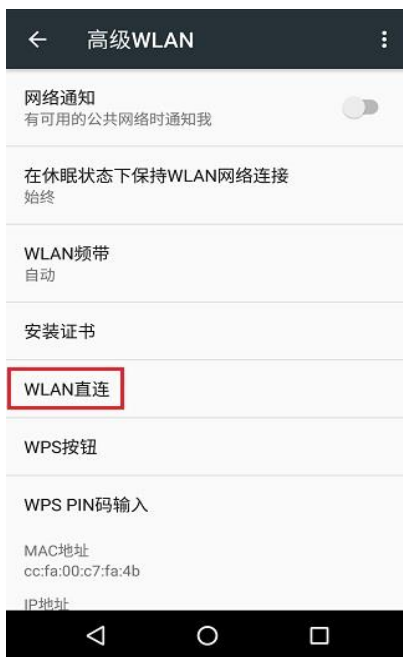 高级WLAN
网络通知
有可用的公共网络时通知我
在休眠状态下保持WLAN网络连接
始终
WLAN频带
自动
安装证书
WLAN直连
WPS按钮
WPS PIN码输入
MAC地址
cc:fa:00:c7:fa:4b
IP地址